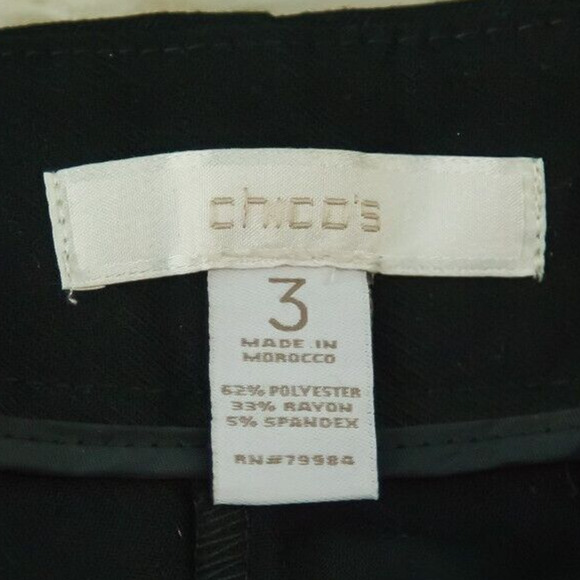 chico's
3
MADE IN
MOROCCO
62% POLYESTER
33% RAYON
5% SPANDEX
RN#79984